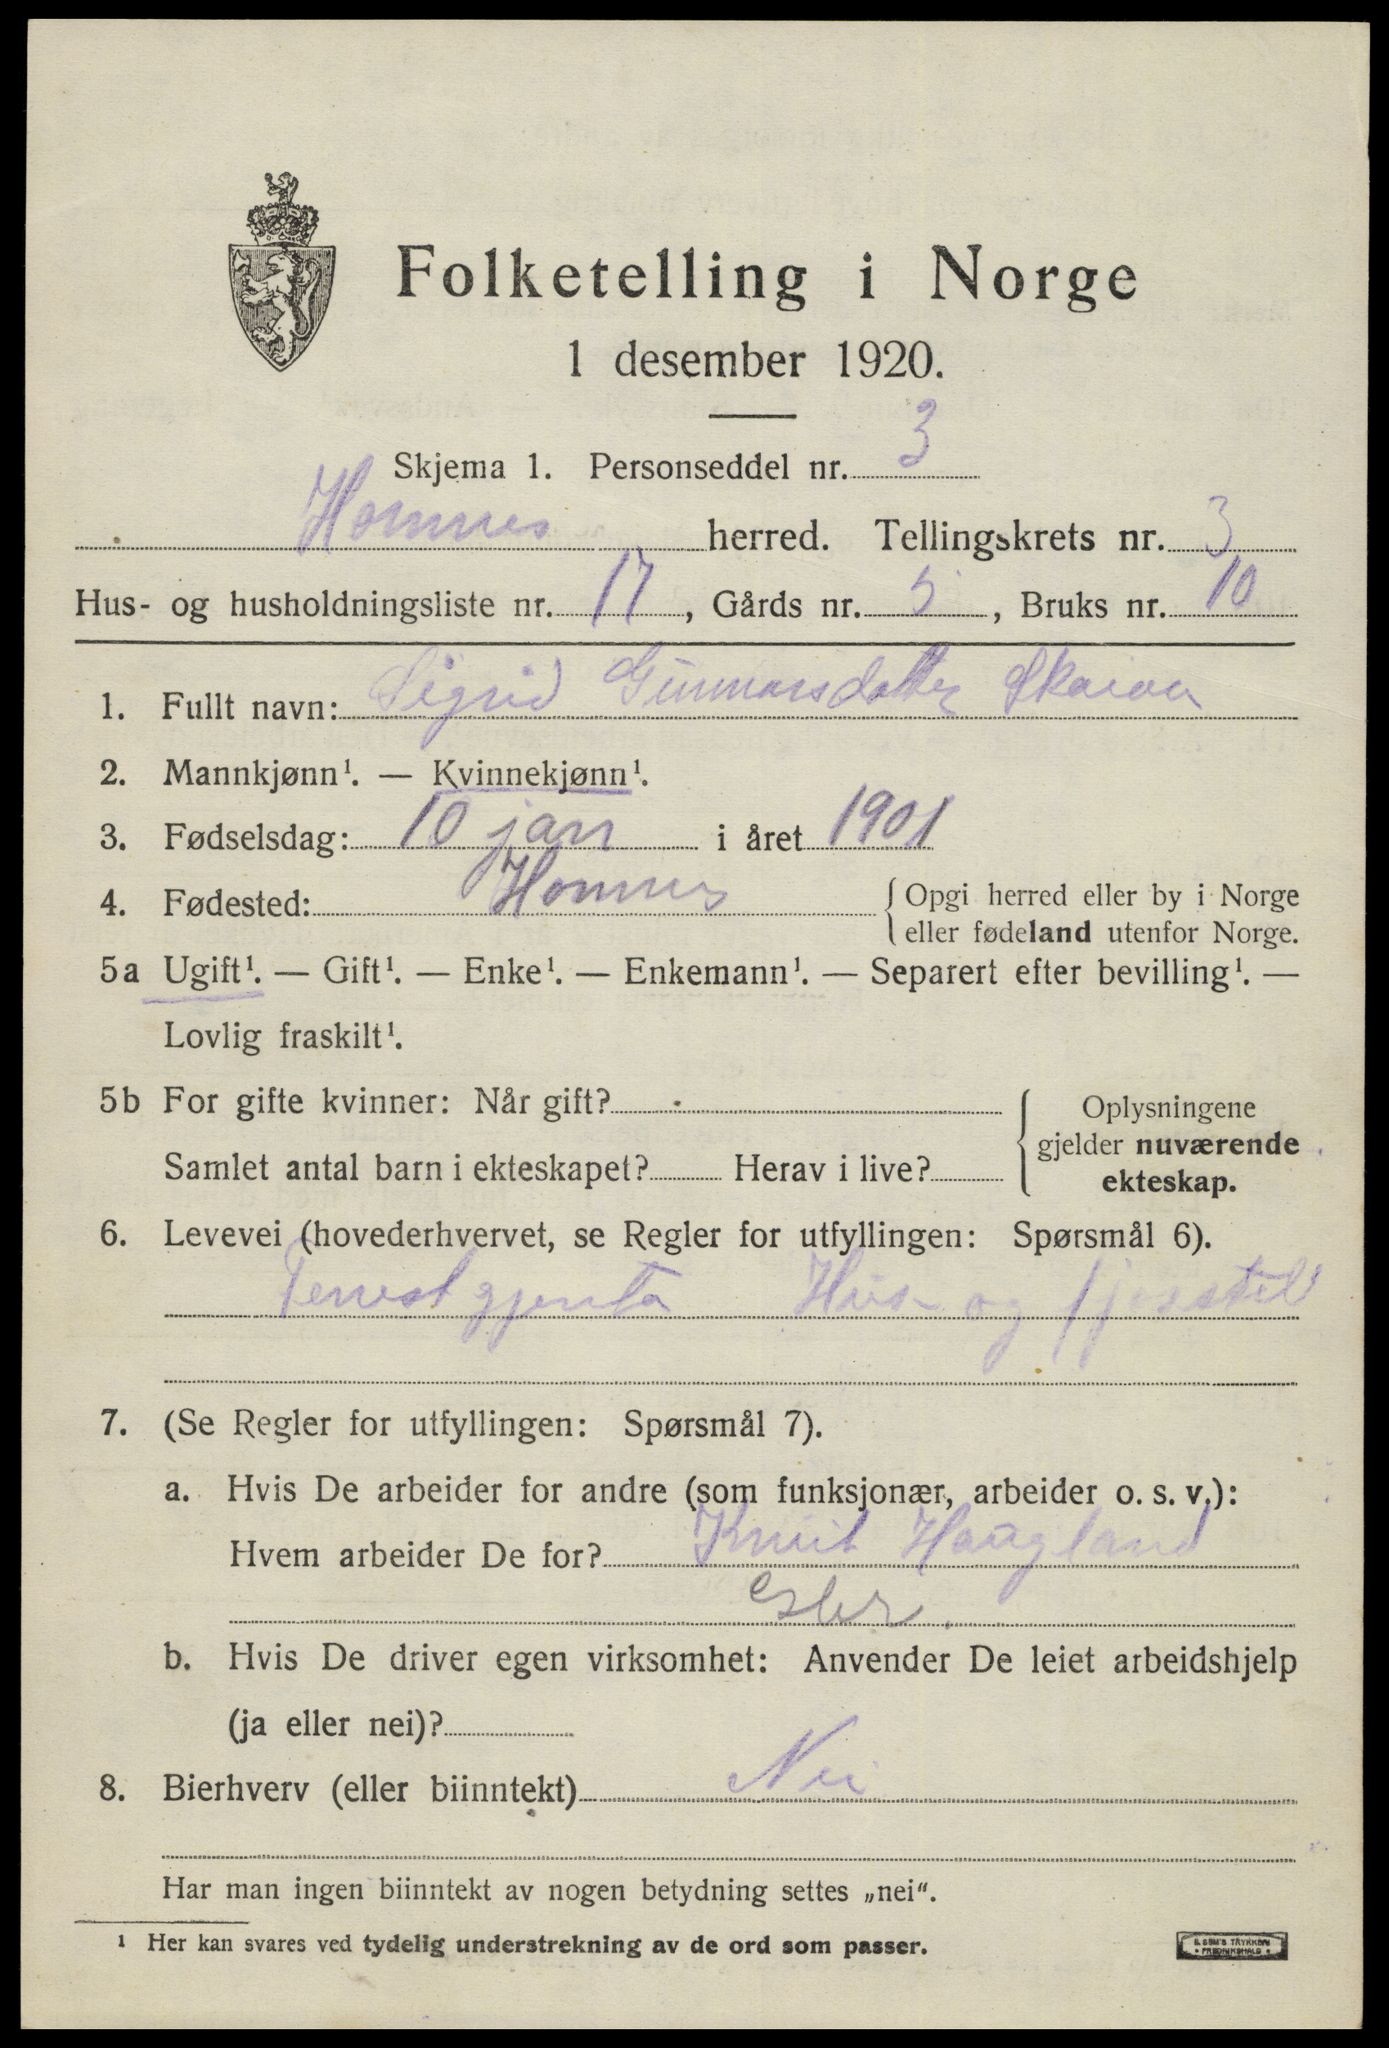 Folketelling i Norge
1 desember 1920.
Skjema 1. Personseddel nr. 3
Homnes herred. Tellingskrets nr. 3
Hus- og husholdningsliste nr. 17, Gårds nr. 5, Bruks nr. 10
1. Fullt navn: Sigrid Gunnarsdatter
2. Mannkjønn¹. — Kvinnekjønn¹.
3. Fødselsdag: 10 jan i året 1901
4. Fødested: Homnes { Opgi herred eller by i Norge
eller fødeland utenfor Norge.
5a Ugift¹. — Gift¹. — Enke¹. — Enkemann¹. — Separert efter bevilling¹. —
Lovlig fraskilt¹.
5b For gifte kvinner: Når gift?
Samlet antal barn i ekteskapet? Herav i live?
Oplysningene
gjelder nuværende
ekteskap.
6. Levevei (hovederhvervet, se Regler for utfyllingen: Spørsmål 6).
Tenestgjenta Hus- og fjosstel
7. (Se Regler for utfyllingen: Spørsmål 7).
a. Hvis De arbeider for andre (som funksjonær, arbeider o. s. v.):
Hvem arbeider De for? Knut Haugland
b. Hvis De driver egen virksomhet: Anvender De leiet arbeidshjelp
(ja eller nei)?
8. Bierhverv (eller biinntekt) Nei
Har man ingen biinntekt av nogen betydning settes „nei“.
¹ Her kan svares ved tydelig understrekning av de ord som passer.
S. SEM'S TRYKKERI
• FREDRIKSHALD •